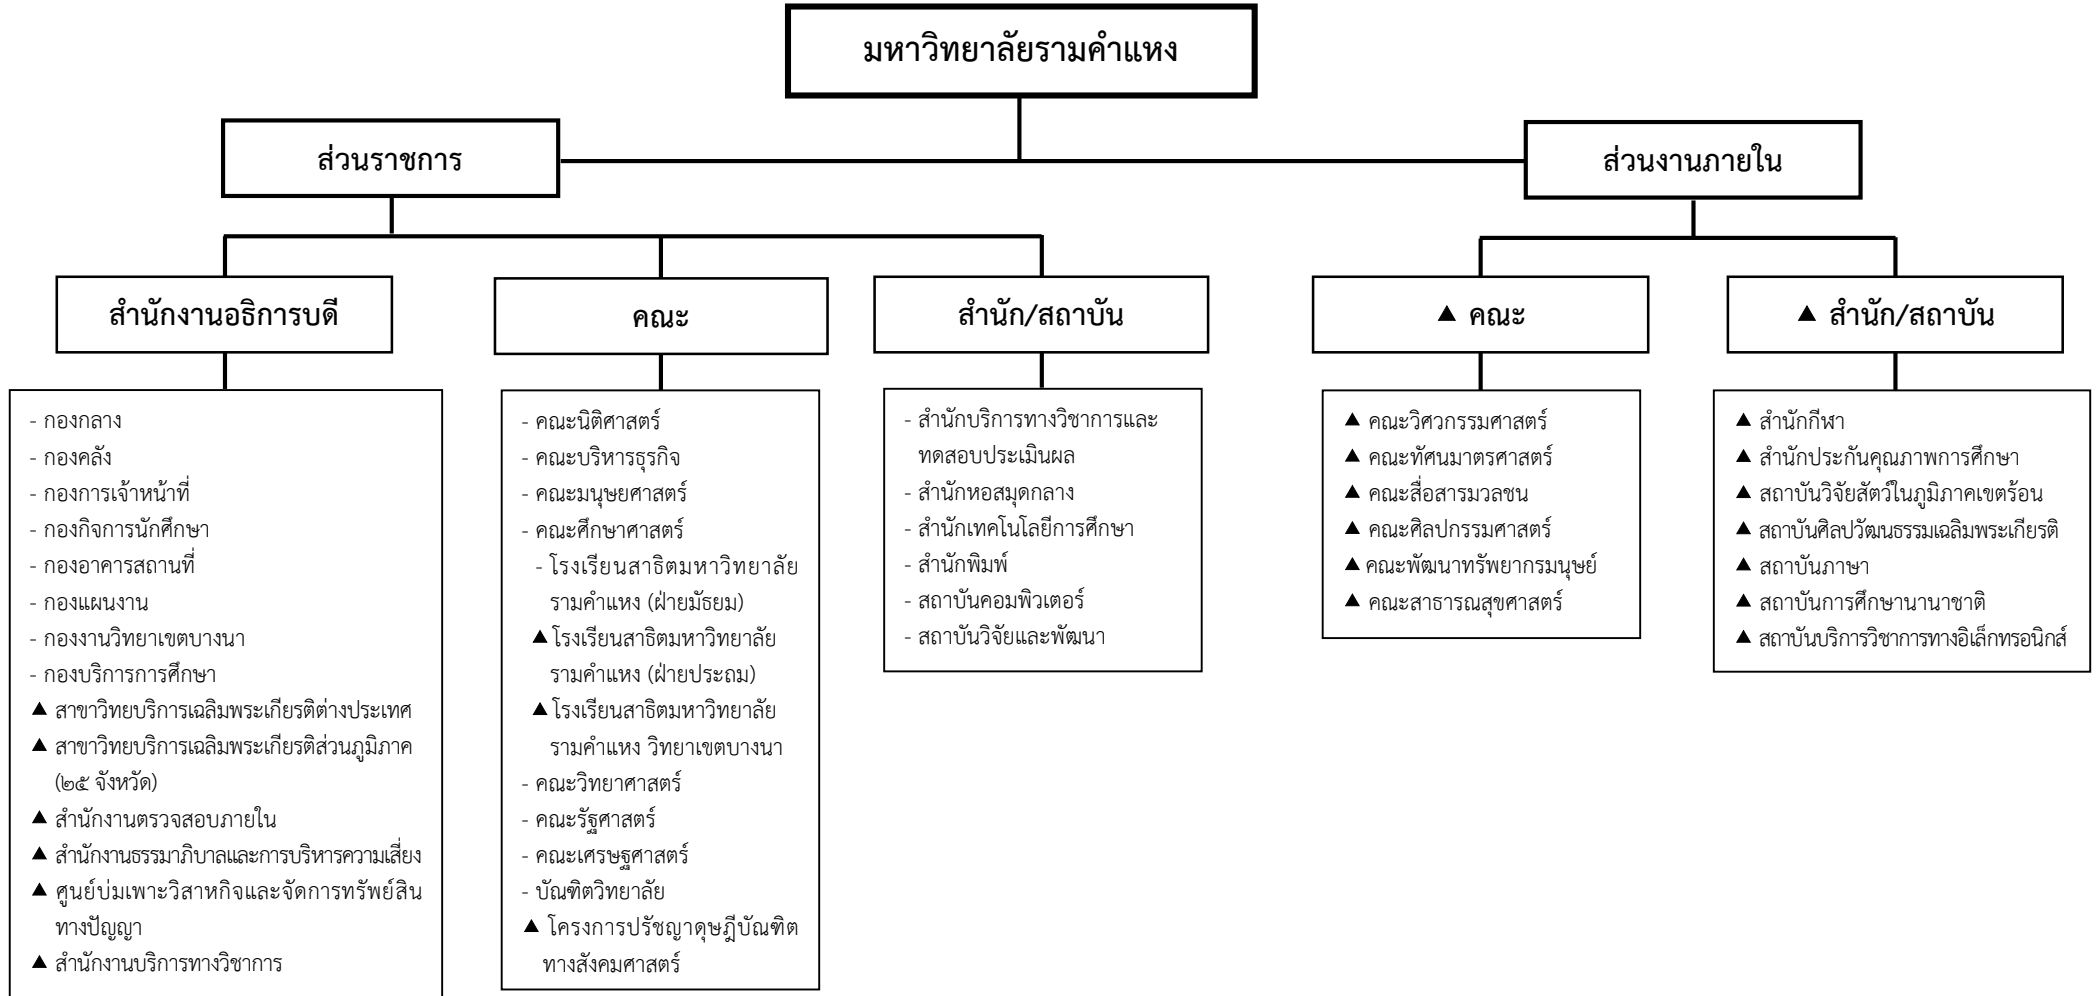 มหาวิทยาลัยรามคำแหง
ส่วนราชการ
ส่วนงานภายใน
สำนักงานอธิการบดี
คณะ
สำนัก/สถาบัน
▲ คณะ
▲ สำนัก/สถาบัน
- กองกลาง
- กองคลัง
- กองการเจ้าหน้าที่
- กองกิจการนักศึกษา
- กองอาคารสถานที่
- กองแผนงาน
- กองงานวิทยาเขตบางนา
- กองบริการการศึกษา
▲ สาขาวิทยบริการเฉลิมพระเกียรติต่างประเทศ
▲ สาขาวิทยบริการเฉลิมพระเกียรติส่วนภูมิภาค
(๒๕ จังหวัด)
▲ สำนักงานตรวจสอบภายใน
▲ สำนักงานธรรมาภิบาลและการบริหารความเสี่ยง
▲ ศูนย์บ่มเพาะวิสาหกิจและจัดการทรัพย์สิน
ทางปัญญา
▲ สำนักงานบริการทางวิชาการ
- คณะนิติศาสตร์
- คณะบริหารธุรกิจ
- คณะมนุษยศาสตร์
- คณะศึกษาศาสตร์
- โรงเรียนสาธิตมหาวิทยาลัย
รามคำแหง (ฝ่ายมัธยม)
▲ โรงเรียนสาธิตมหาวิทยาลัย
รามคำแหง (ฝ่ายประถม)
▲ โรงเรียนสาธิตมหาวิทยาลัย
รามคำแหง วิทยาเขตบางนา
- คณะวิทยาศาสตร์
- คณะรัฐศาสตร์
- คณะเศรษฐศาสตร์
- บัณฑิตวิทยาลัย
▲ โครงการปรัชญาดุษฎีบัณฑิต
ทางสังคมศาสตร์
- สำนักบริการทางวิชาการและ
ทดสอบประเมินผล
- สำนักหอสมุดกลาง
- สำนักเทคโนโลยีการศึกษา
- สำนักพิมพ์
- สถาบันคอมพิวเตอร์
- สถาบันวิจัยและพัฒนา
▲ คณะวิศวกรรมศาสตร์
▲ คณะทัศนมาตรศาสตร์
▲ คณะสื่อสารมวลชน
▲ คณะศิลปกรรมศาสตร์
▲ คณะพัฒนาทรัพยากรมนุษย์
▲ คณะสาธารณสุขศาสตร์
▲ สำนักกีฬา
▲ สำนักประกันคุณภาพการศึกษา
▲ สถาบันวิจัยสัตว์ในภูมิภาคเขตร้อน
▲ สถาบันศิลปวัฒนธรรมเฉลิมพระเกียรติ
▲ สถาบันภาษา
▲ สถาบันการศึกษานานาชาติ
▲ สถาบันบริการวิชาการทางอิเล็กทรอนิกส์